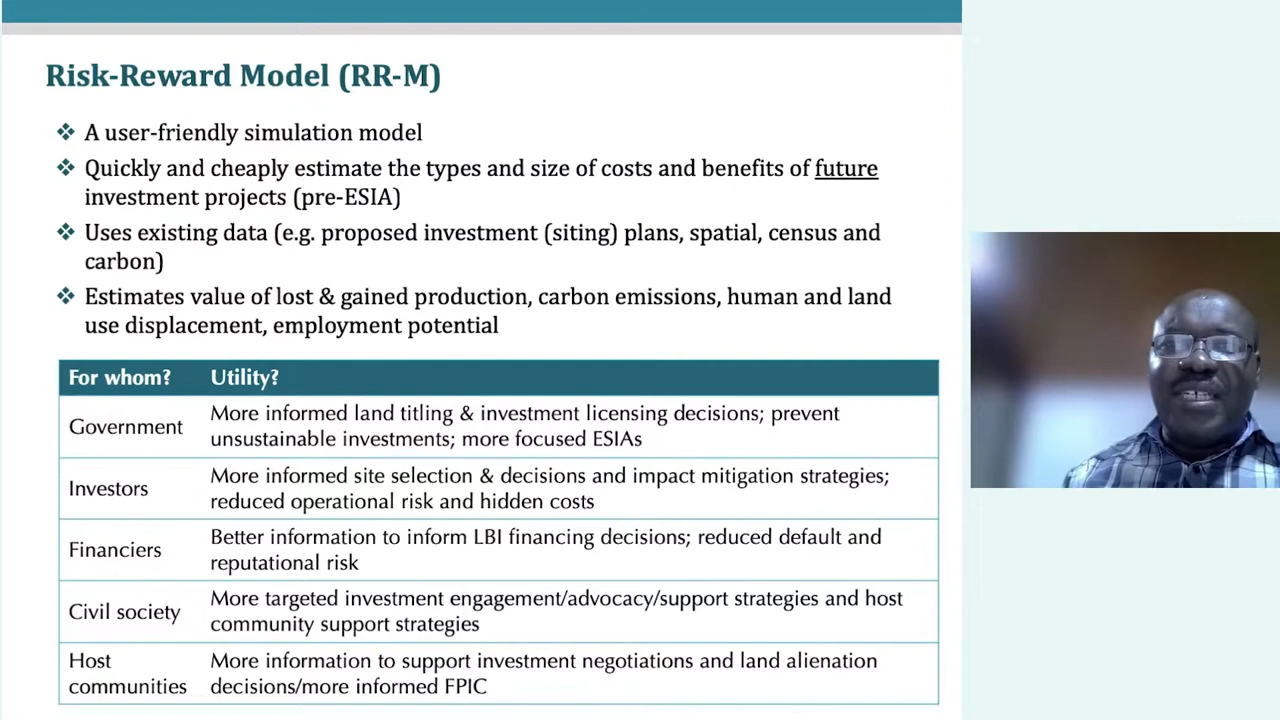 Risk-Reward Model (RR-M)
❖ A user-friendly simulation model
❖ Quickly and cheaply estimate the types and size of costs and benefits of future
investment projects (pre-ESIA)
❖ Uses existing data (e.g. proposed investment (siting) plans, spatial, census and
carbon)
❖ Estimates value of lost & gained production, carbon emissions, human and land
use displacement, employment potential
For whom? Utility?
Government
More informed land titling & investment licensing decisions; prevent
unsustainable investments; more focused ESIAs
Investors
More informed site selection & decisions and impact mitigation strategies;
reduced operational risk and hidden costs
Financiers
Better information to inform LBI financing decisions; reduced default and
reputational risk
Civil society
More targeted investment engagement/advocacy/support strategies and host
community support strategies
Host
communities
More information to support investment negotiations and land alienation
decisions/more informed FPIC